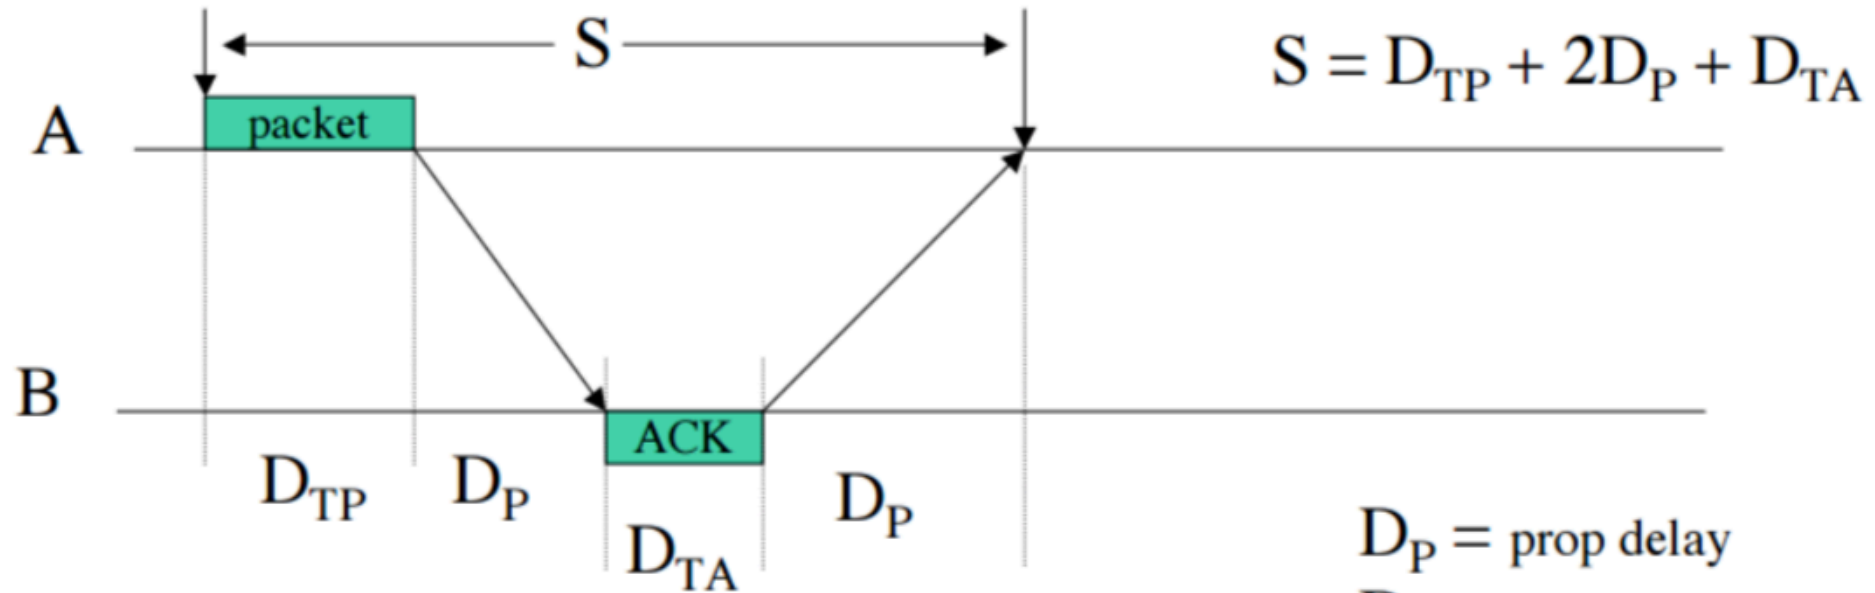 S
S = D_TP + 2D_P + D_TA
A
packet
B
ACK
D_TP
D_P
D_P
D_TA
D_P = prop delay